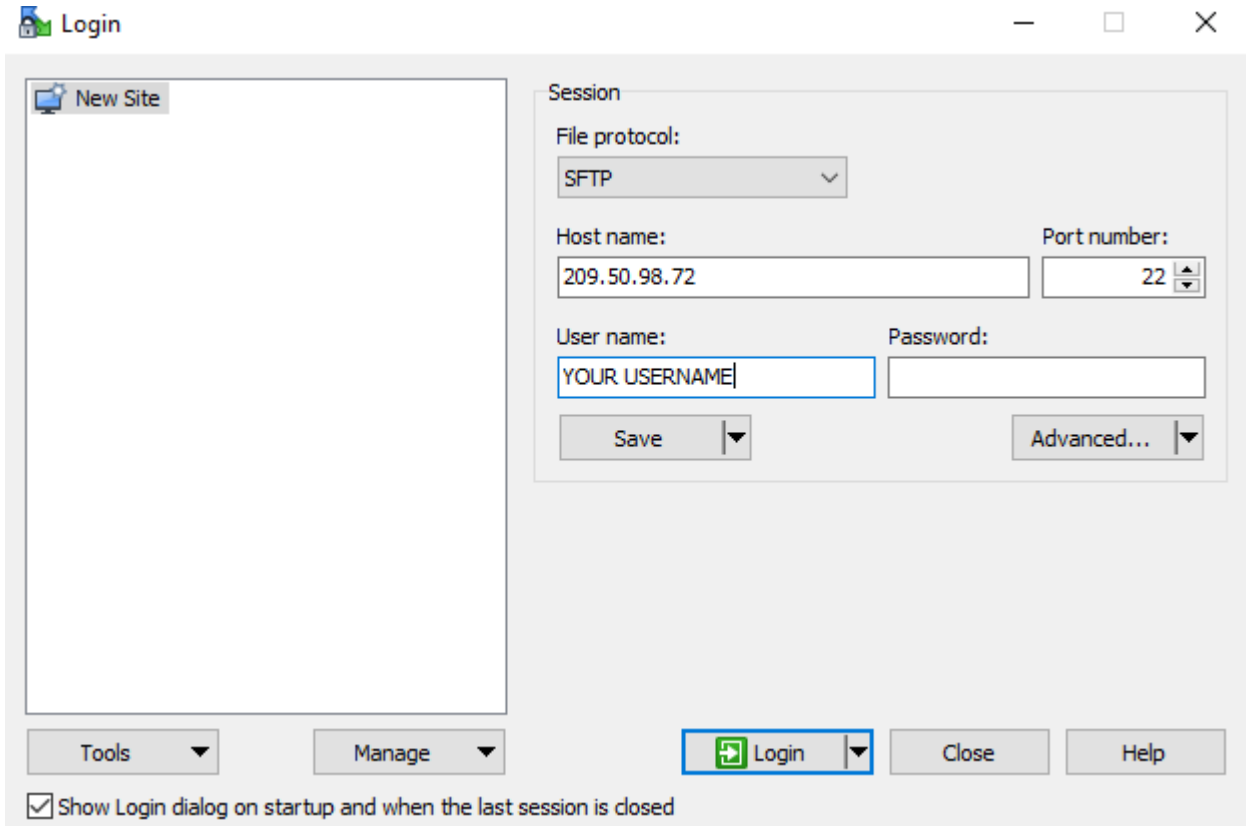 Login
New Site
Session
File protocol:
SFTP
Host name:
Port number:
209.50.98.72
22
User name:
Password:
YOUR USERNAME
Save
Advanced...
Tools
Manage
Login
Close
Help
Show Login dialog on startup and when the last session is closed